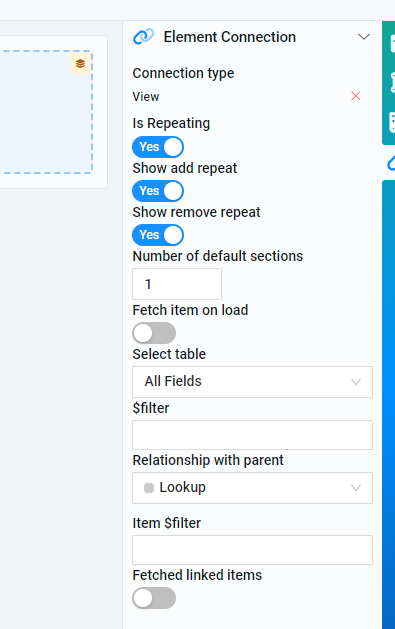 Element Connection
Connection type
View
Is Repeating
Yes
Show add repeat
Yes
Show remove repeat
Yes
Number of default sections
1
Fetch item on load
Select table
All Fields
$filter
Relationship with parent
Lookup
Item $filter
Fetched linked items